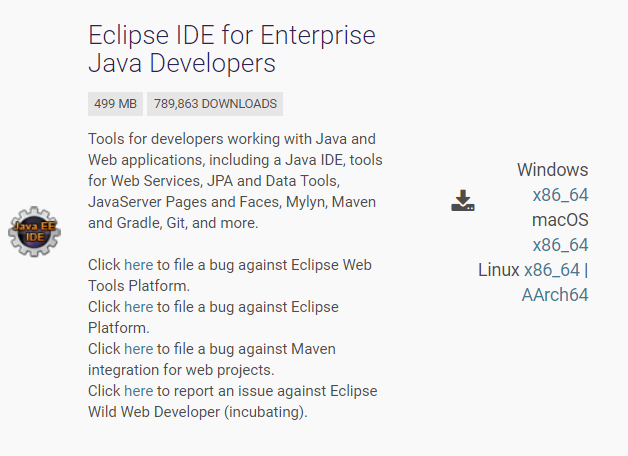 Eclipse IDE for Enterprise
Java Developers
499 MB 789,863 DOWNLOADS
Tools for developers working with Java and
Web applications, including a Java IDE, tools
for Web Services, JPA and Data Tools,
JavaServer Pages and Faces, Mylyn, Maven
and Gradle, Git, and more.
Click here to file a bug against Eclipse Web
Tools Platform.
Click here to file a bug against Eclipse
Platform.
Click here to file a bug against Maven
integration for web projects.
Click here to report an issue against Eclipse
Wild Web Developer (incubating).
Java EE
IDE
Windows
x86_64
macOS
x86_64
Linux x86_64 |
AArch64